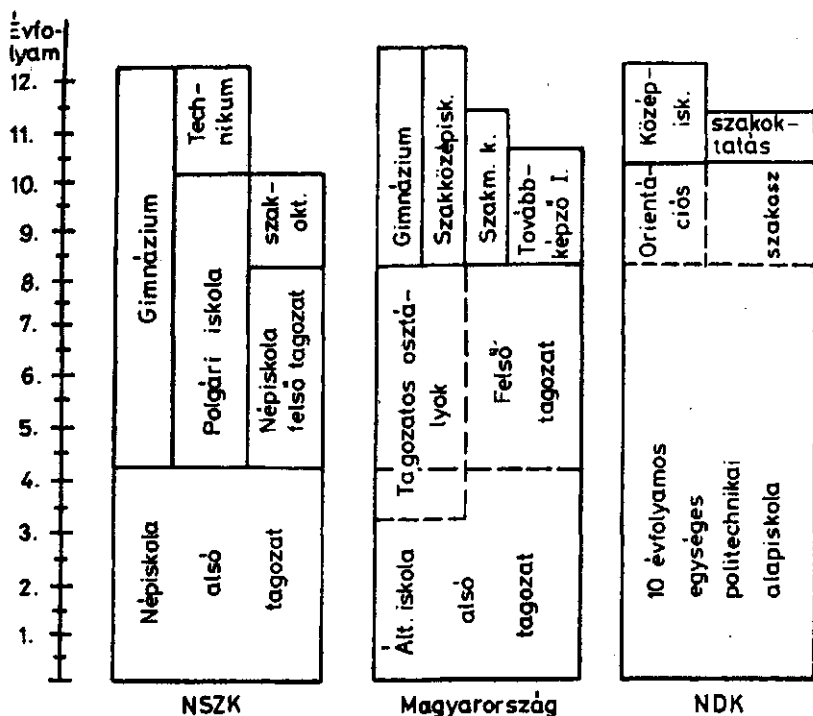 Évfo-
lyam
12.
11.
10.
9.
8.
7.
6.
5.
4.
3.
2.
1.
Gimnázium
Tech-
nikum
Polgári iskola
szak-
okt.
Népiskola
felső tagozat
Népiskola
alsó
tagozat
NSZK
Gimnázium
Szakközépisk.
Szakm. k.
Tovább-
képző I.
Tagozatos osztá-
lyok
Felső
tagozat
Ált. iskola
alsó
tagozat
Magyarország
Közép-
isk.
szakok-
tatás
Orientá-
ciós
szakasz
10 évfolyamos
egységes
politechnikai
alapiskola
NDK